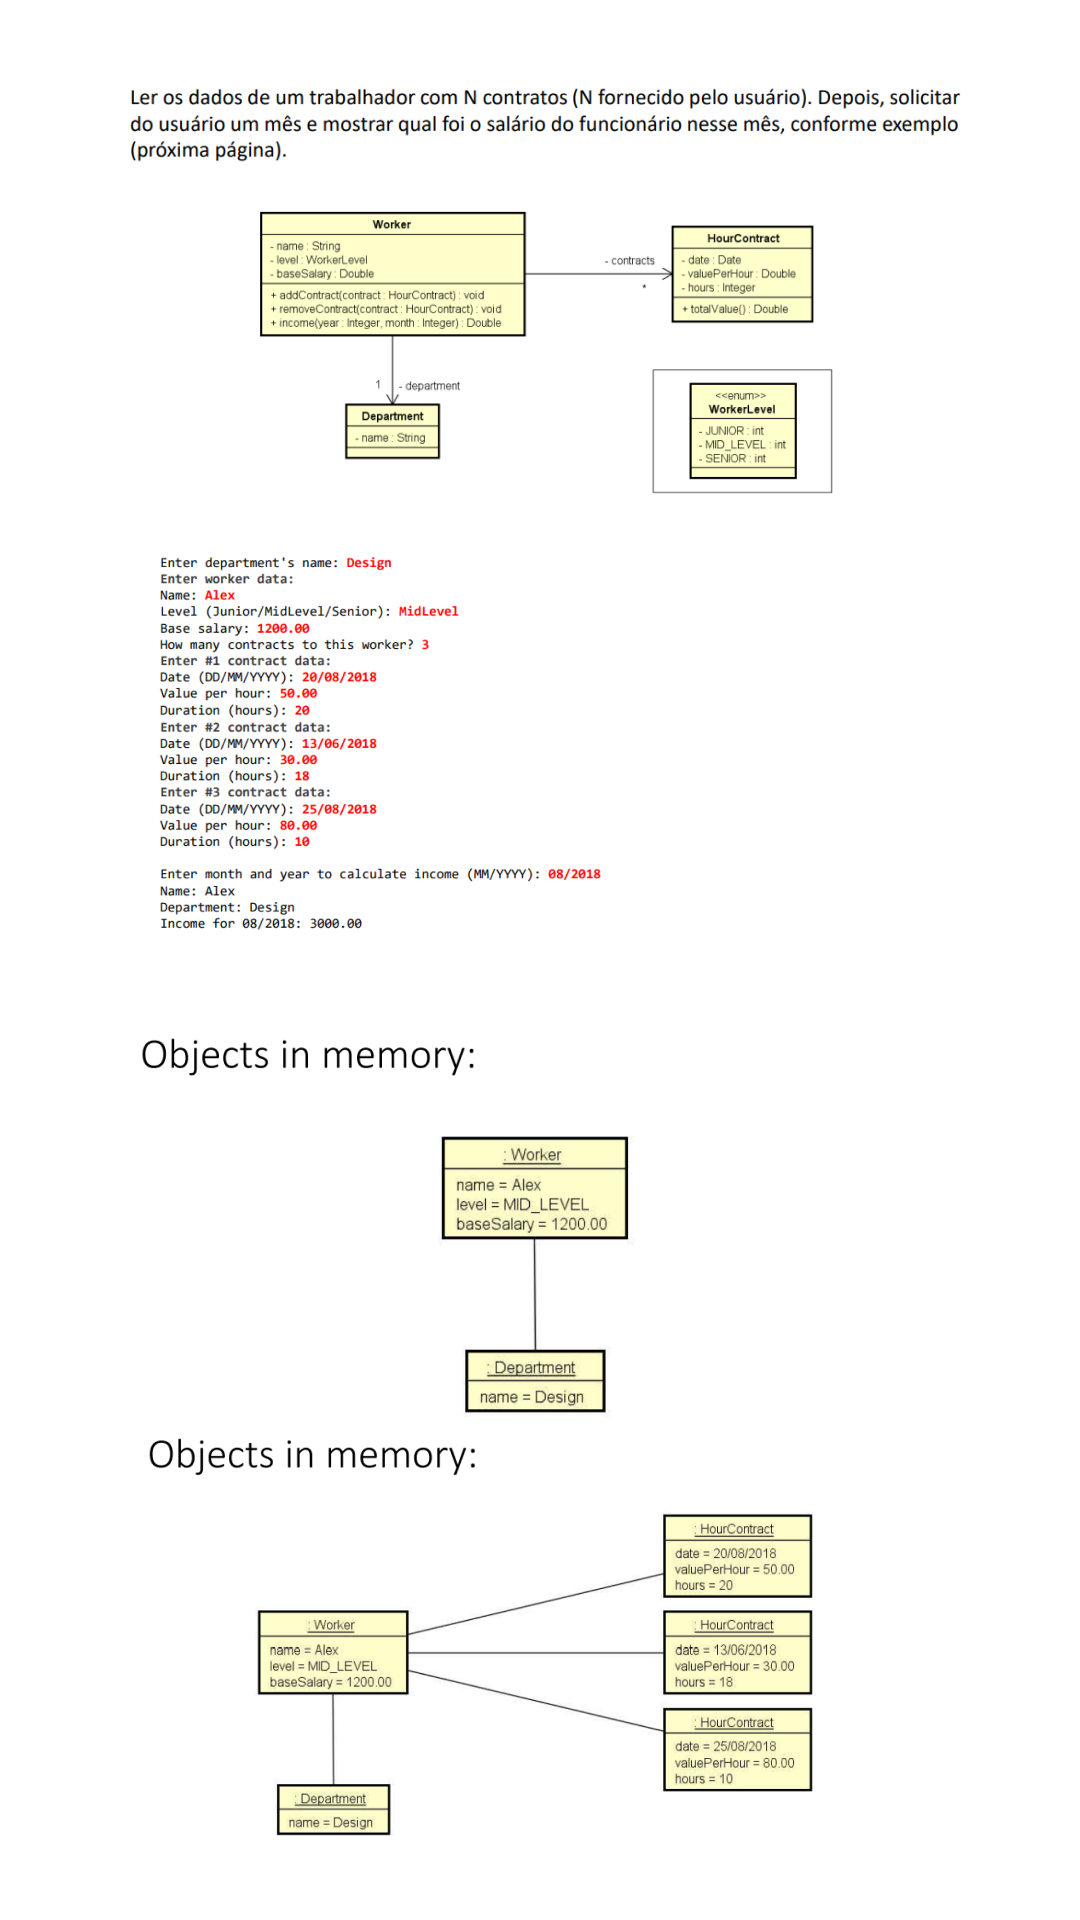 Ler os dados de um trabalhador com N contratos (N fornecido pelo usuário). Depois, solicitar
do usuário um mês e mostrar qual foi o salário do funcionário nesse mês, conforme exemplo
(próxima página).
Worker
- name : String
- level : WorkerLevel
- baseSalary : Double
+ addContract(contract : HourContract) : void
+ removeContract(contract : HourContract) : void
+ income(year : Integer, month : Integer) : Double
- contracts
*
HourContract
- date : Date
- valuePerHour : Double
- hours : Integer
+ totalValue() : Double
1
- department
Department
- name : String
<<enum>>
WorkerLevel
- JUNIOR : int
- MID_LEVEL : int
- SENIOR : int
Enter department's name: Design
Enter worker data:
Name: Alex
Level (Junior/MidLevel/Senior): MidLevel
Base salary: 1200.00
How many contracts to this worker? 3
Enter #1 contract data:
Date (DD/MM/YYYY): 20/08/2018
Value per hour: 50.00
Duration (hours): 20
Enter #2 contract data:
Date (DD/MM/YYYY): 13/06/2018
Value per hour: 30.00
Duration (hours): 18
Enter #3 contract data:
Date (DD/MM/YYYY): 25/08/2018
Value per hour: 80.00
Duration (hours): 10
Enter month and year to calculate income (MM/YYYY): 08/2018
Name: Alex
Department: Design
Income for 08/2018: 3000.00
Objects in memory:
: Worker
name = Alex
level = MID_LEVEL
baseSalary = 1200.00
: Department
name = Design
Objects in memory:
: HourContract
date = 20/08/2018
valuePerHour = 50.00
hours = 20
: Worker
name = Alex
level = MID_LEVEL
baseSalary = 1200.00
: HourContract
date = 13/06/2018
valuePerHour = 30.00
hours = 18
: HourContract
date = 25/08/2018
valuePerHour = 80.00
hours = 10
: Department
name = Design